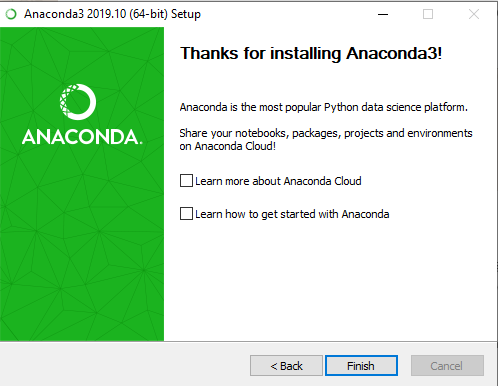 Anaconda3 2019.10 (64-bit) Setup
Thanks for installing Anaconda3!
ANACONDA.
Anaconda is the most popular Python data science platform.
Share your notebooks, packages, projects and environments
on Anaconda Cloud!
Learn more about Anaconda Cloud
Learn how to get started with Anaconda
< Back
Finish
Cancel